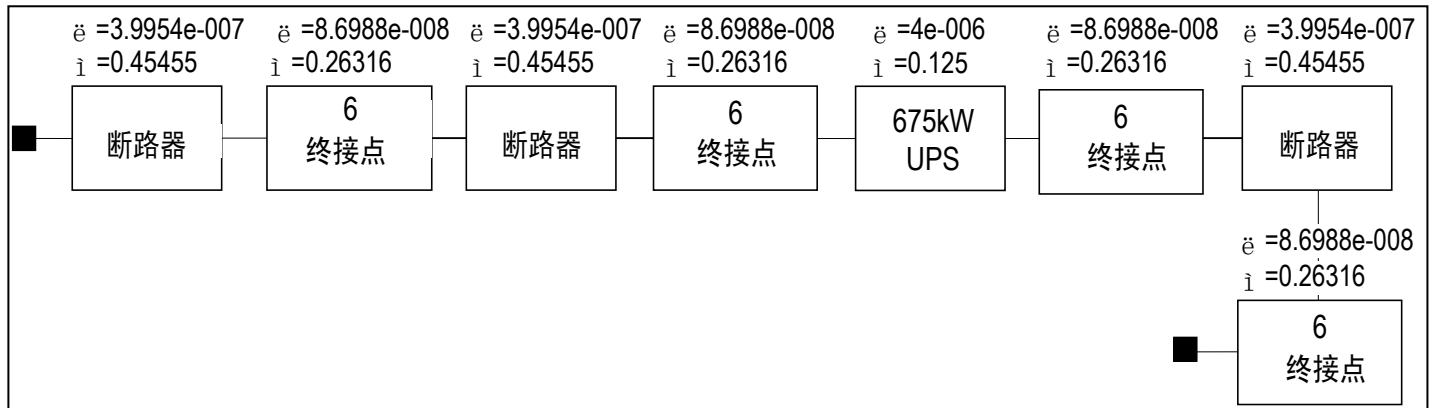 ë =3.9954e-007
ì =0.45455
断路器
ë =8.6988e-008
ì =0.26316
6
终接点
ë =3.9954e-007
ì =0.45455
断路器
ë =8.6988e-008
ì =0.26316
6
终接点
ë =4e-006
ì =0.125
675kW
UPS
ë =8.6988e-008
ì =0.26316
6
终接点
ë =3.9954e-007
ì =0.45455
断路器
ë =8.6988e-008
ì =0.26316
6
终接点